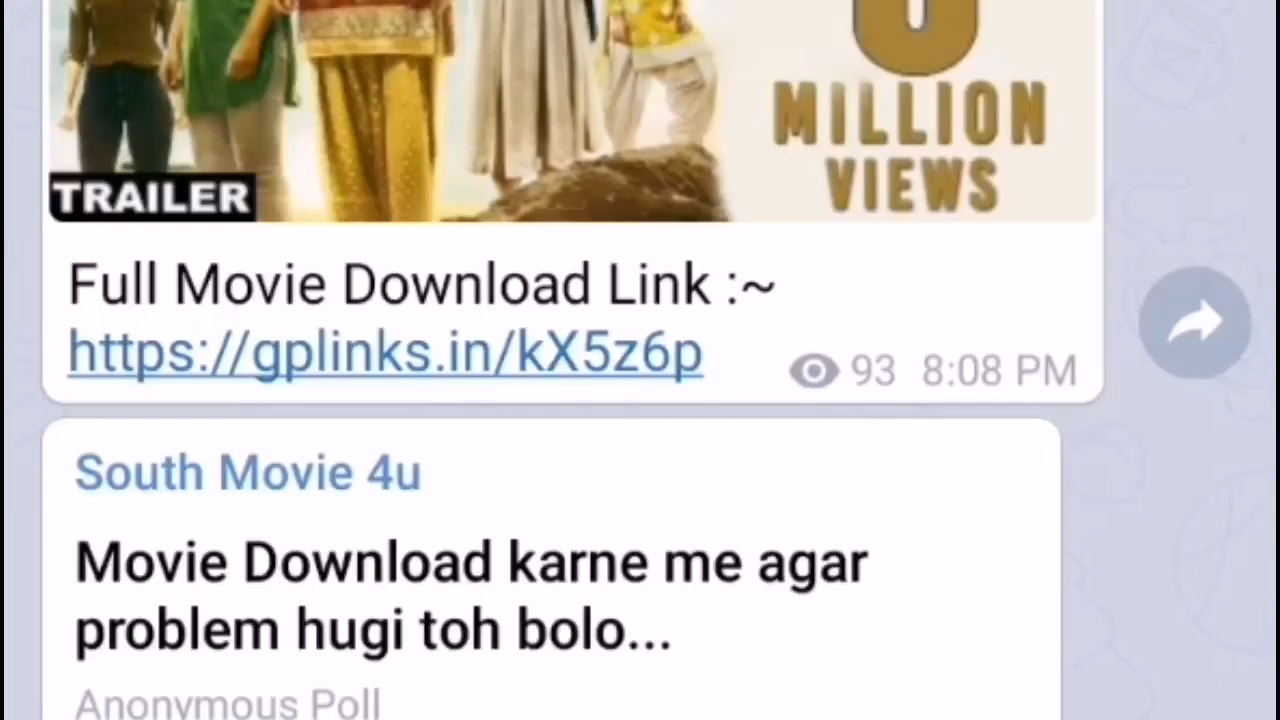 MILLION
VIEWS
TRAILER
Full Movie Download Link :~
https://gplinks.in/kX5z6p
93 8:08 PM
South Movie 4u
Movie Download karne me agar
problem hugi toh bolo...
Anonymous Poll